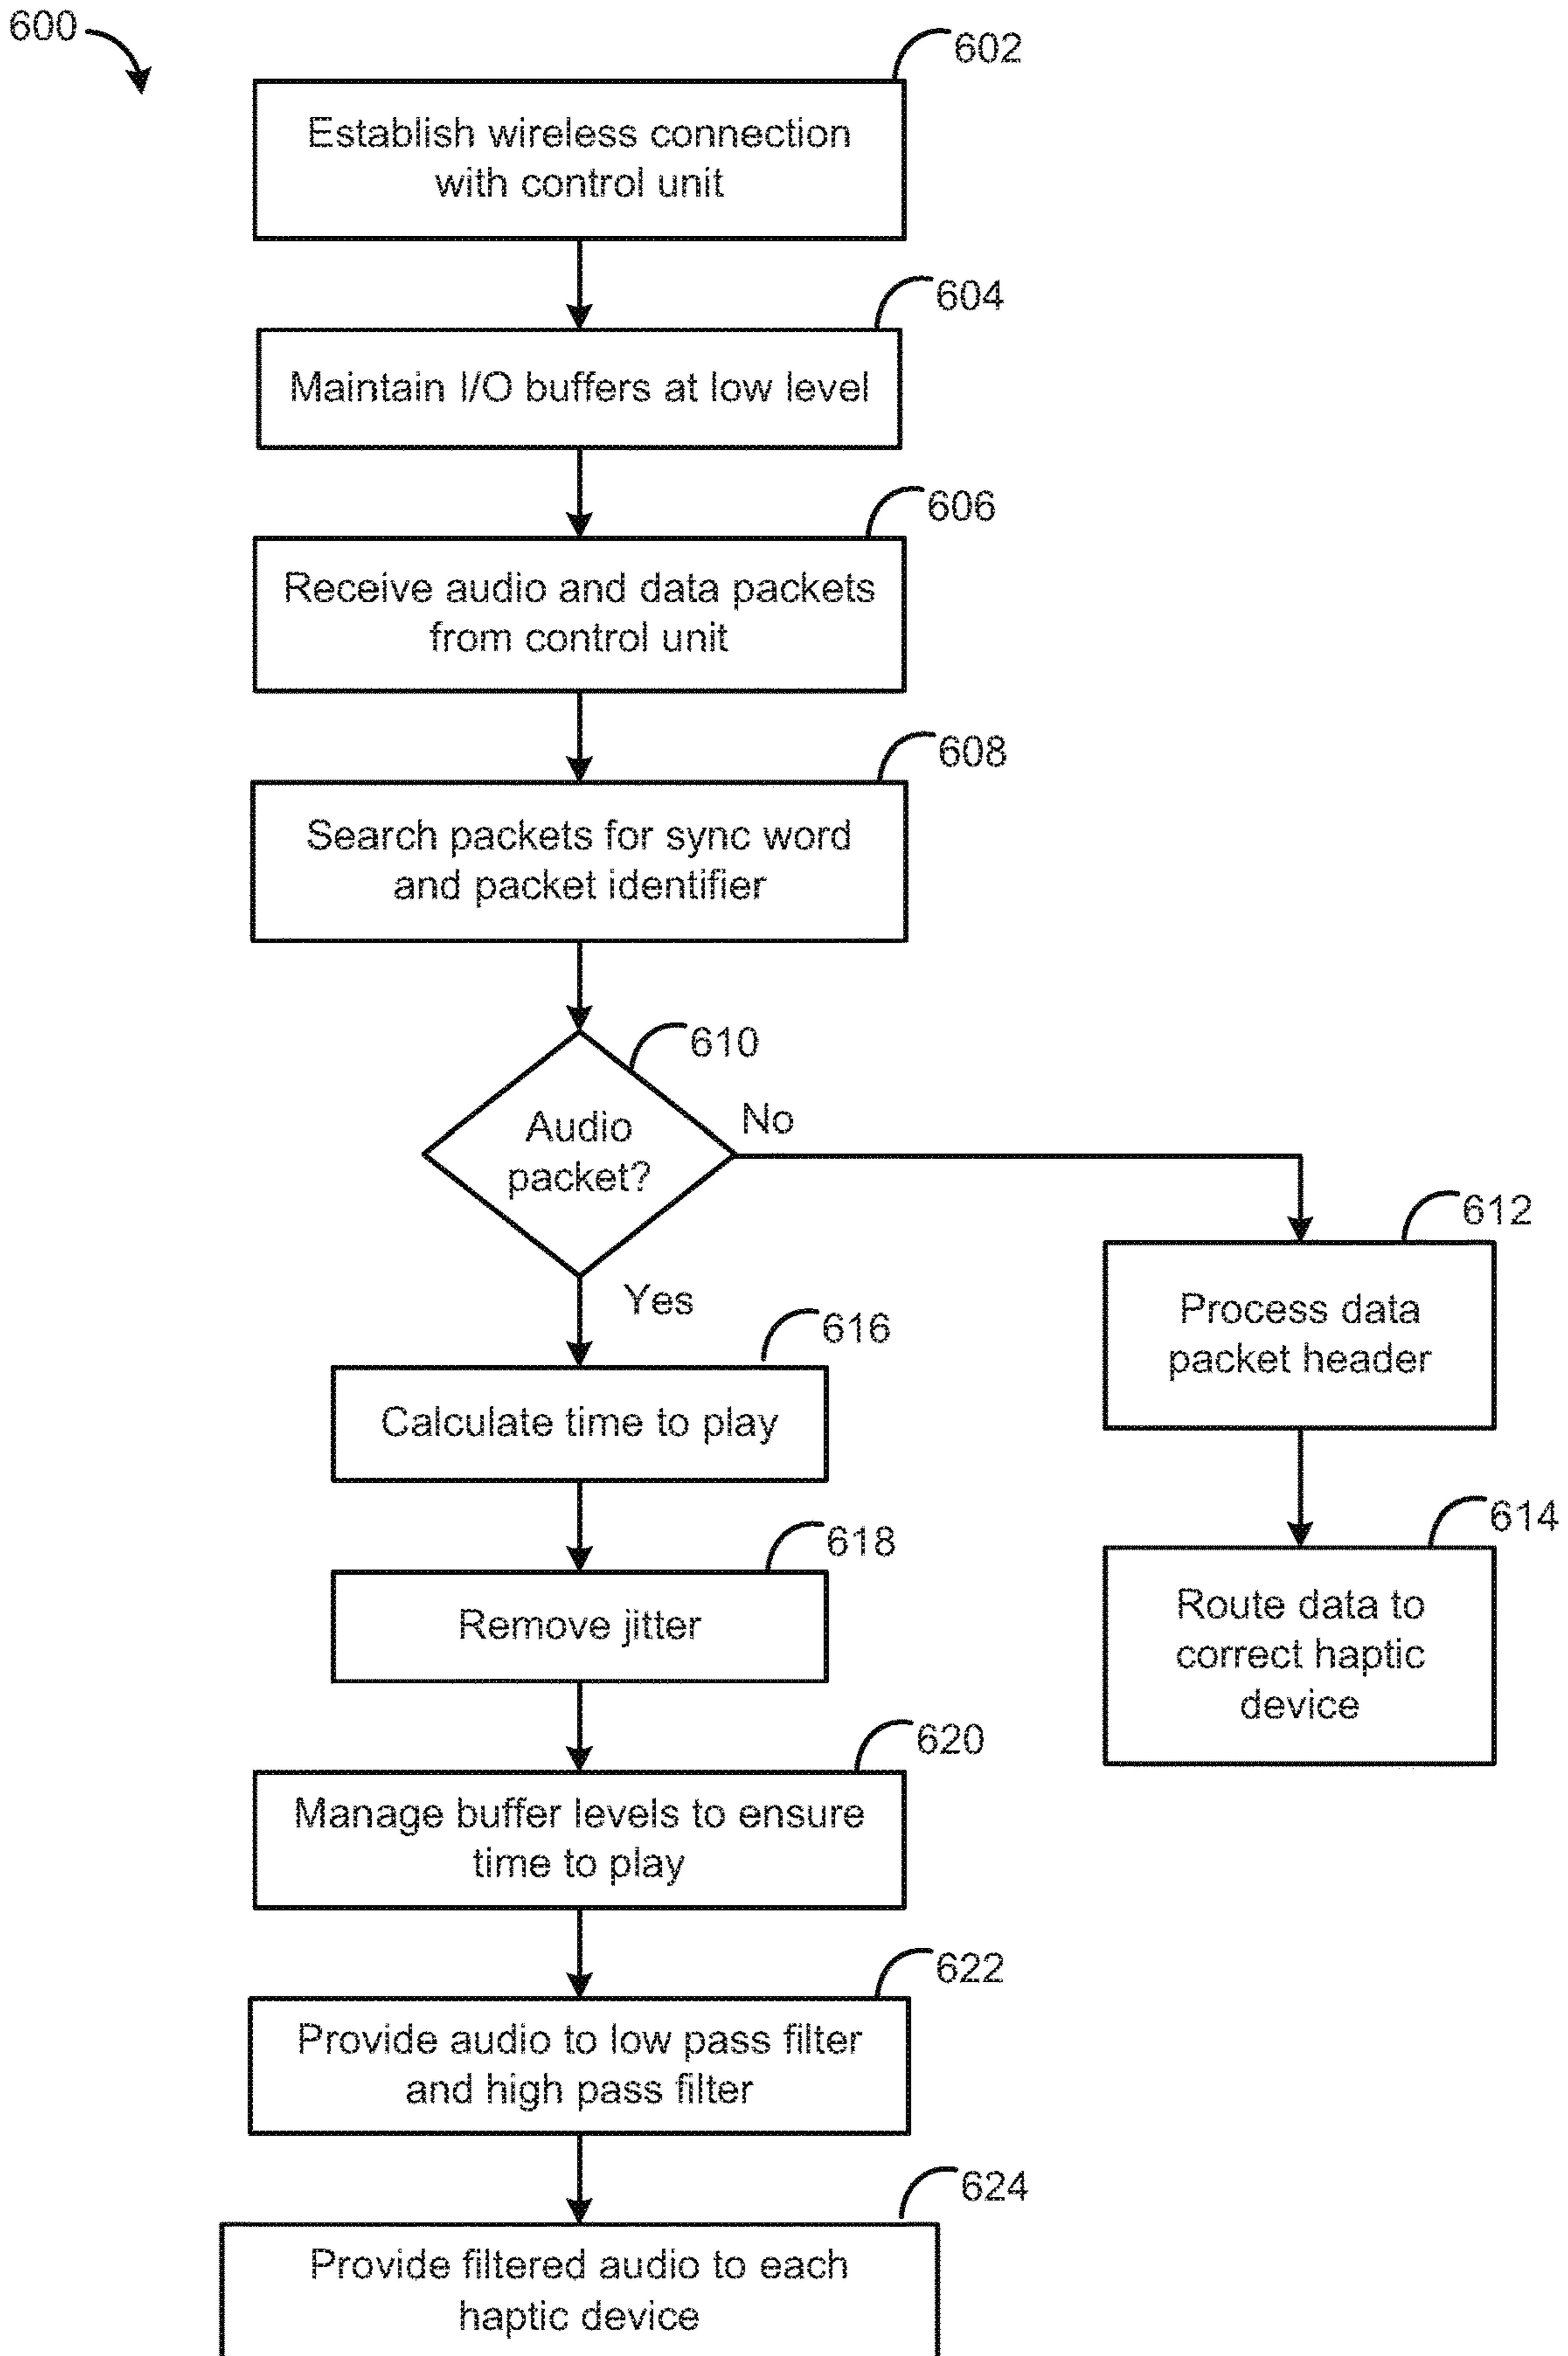 600
602
Establish wireless connection
with control unit
604
Maintain I/O buffers at low level
606
Receive audio and data packets
from control unit
608
Search packets for sync word
and packet identifier
610
Audio
packet?
No
Yes
612
Process data
packet header
614
Route data to
correct haptic
device
616
Calculate time to play
618
Remove jitter
620
Manage buffer levels to ensure
time to play
622
Provide audio to low pass filter
and high pass filter
624
Provide filtered audio to each
haptic device